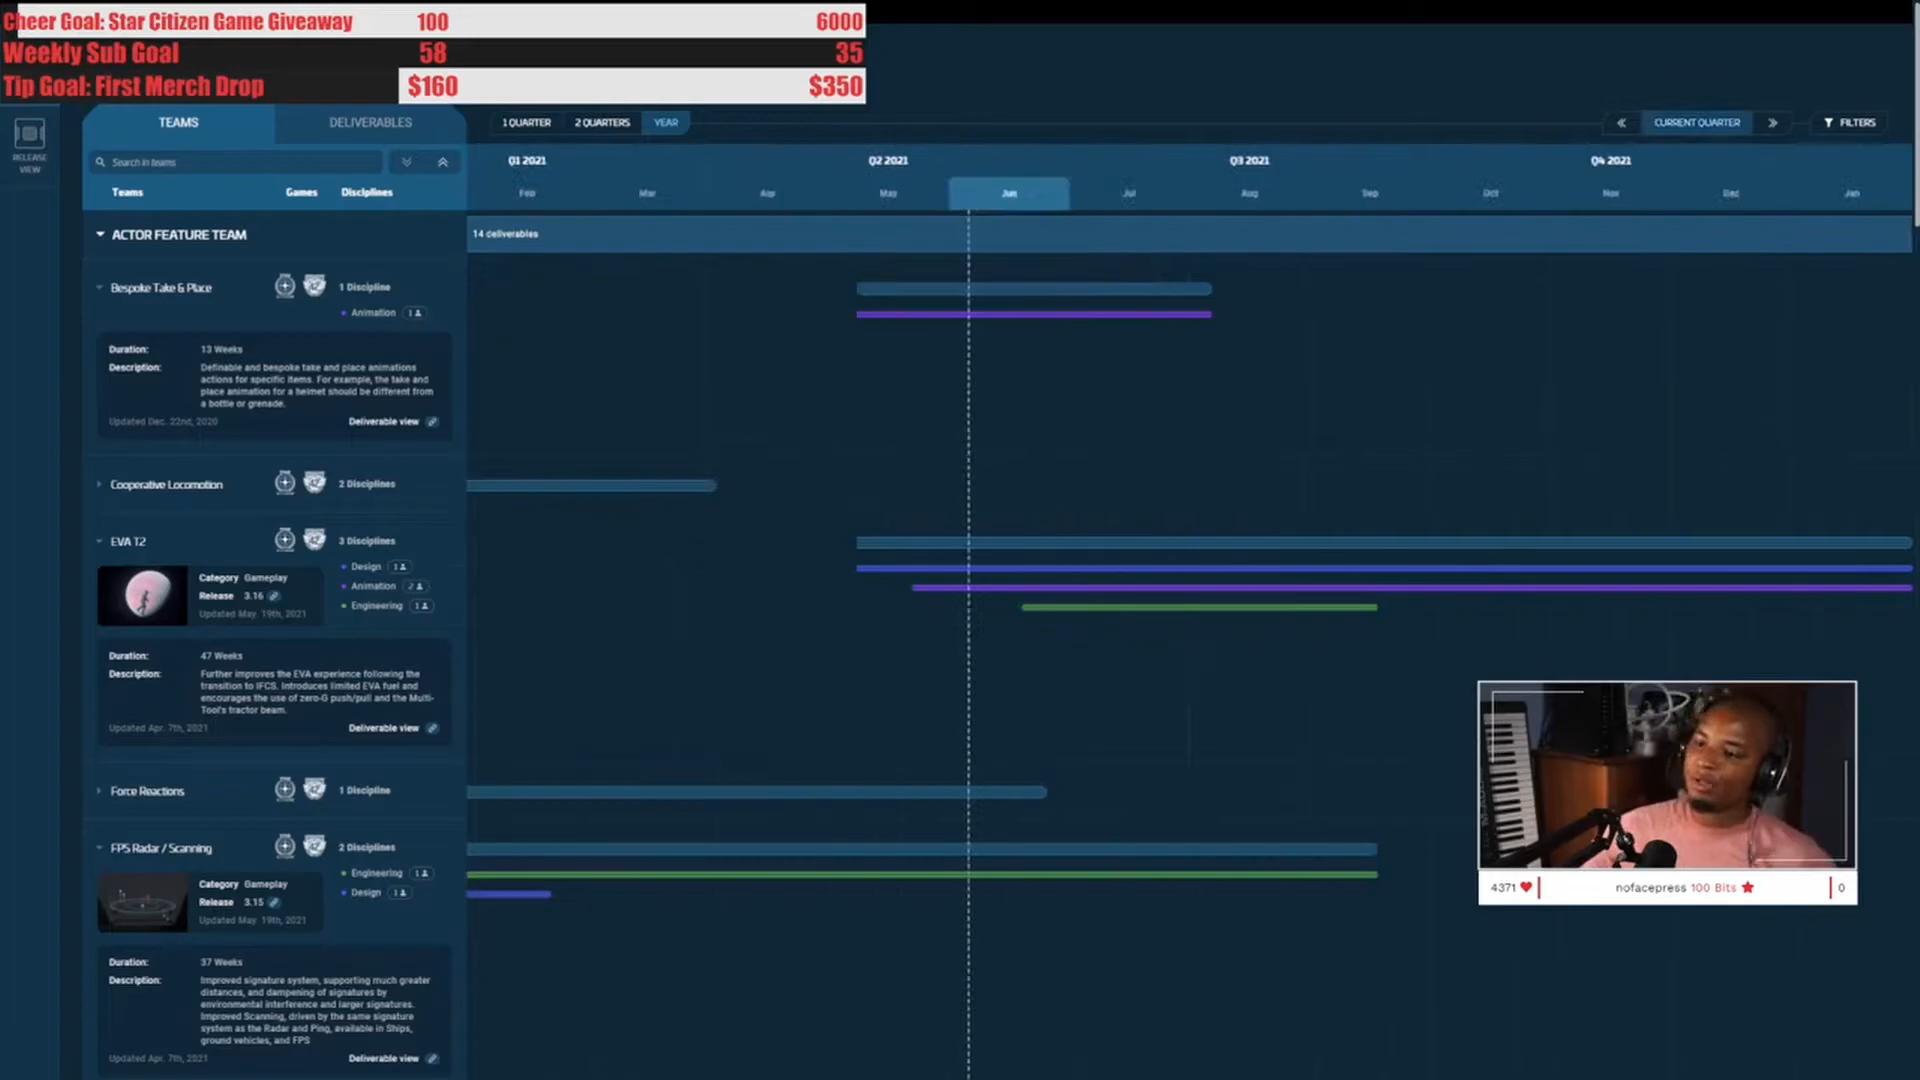 Cheer Goal: Star Citizen Game Giveaway 100 6000
Weekly Sub Goal 58 35
Tip Goal: First Merch Drop $160 $350
RELEASE VIEW
TEAMS DELIVERABLES
1 QUARTER 2 QUARTERS YEAR
CURRENT QUARTER FILTERS
Search in teams
Q1 2021 Q2 2021 Q3 2021 Q4 2021
Teams Games Disciplines
Feb Mar Apr May Jun Jul Aug Sep Oct Nov Dec Jan
ACTOR FEATURE TEAM
14 deliverables
Bespoke Take & Place 1 Discipline
Animation 1
Duration: 13 Weeks
Description: Definable and bespoke take and place animations
actions for specific items. For example, the take and
place animation for a helmet should be different from
a bottle or grenade.
Updated Dec. 22nd, 2020 Deliverable view
Cooperative Locomotion 2 Disciplines
EVA T2 3 Disciplines
Design 1
Category Gameplay
Animation 2
Release 3.16
Engineering 1
Updated May. 19th, 2021
Duration: 47 Weeks
Description: Further improves the EVA experience following the
transition to IFCS. Introduces limited EVA fuel and
encourages the use of zero-G push/pull and the Multi-
Tool's tractor beam.
Updated Apr. 7th, 2021 Deliverable view
Force Reactions 1 Discipline
FPS Radar / Scanning 2 Disciplines
Engineering 1
Category Gameplay
Design 1
Release 3.15
Updated May. 19th, 2021
Duration: 37 Weeks
Description: Improved signature system, supporting much greater
distances, and dampening of signatures by
environmental interference and larger signatures.
Improved Scanning, driven by the same signature
system as the Radar and Ping, available in Ships,
ground vehicles, and FPS
Updated Apr. 7th, 2021 Deliverable view
4371 nofacepress 100 Bits 0